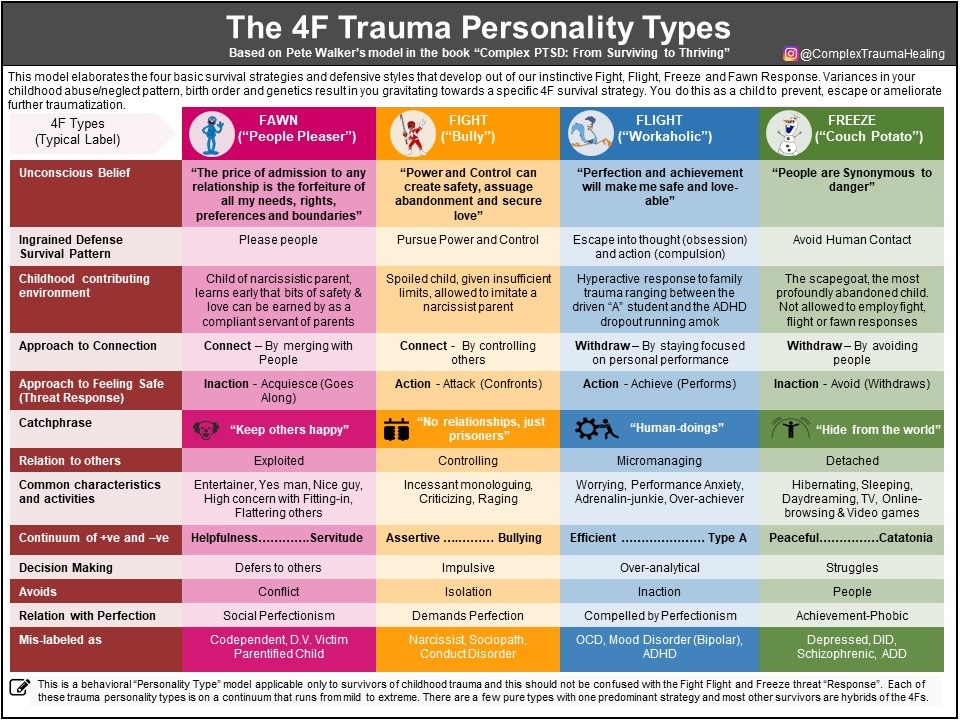 The 4F Trauma Personality Types
Based on Pete Walker's model in the book “Complex PTSD: From Surviving to Thriving”
@ComplexTraumaHealing
This model elaborates the four basic survival strategies and defensive styles that develop out of our instinctive Fight, Flight, Freeze and Fawn Response. Variances in your
childhood abuse/neglect pattern, birth order and genetics result in you gravitating towards a specific 4F survival strategy. You do this as a child to prevent, escape or ameliorate
further traumatization.
4F Types
(Typical Label)
FAWN
(“People Pleaser”)
FIGHT
(“Bully”)
FLIGHT
(“Workaholic”)
FREEZE
(“Couch Potato”)
Unconscious Belief
“The price of admission to any
relationship is the forfeiture of
all my needs, rights,
preferences and boundaries”
“Power and Control can
create safety, assuage
abandonment and secure
love”
“Perfection and achievement
will make me safe and love-
able”
“People are Synonymous to
danger”
Ingrained Defense
Survival Pattern
Please people
Pursue Power and Control
Escape into thought (obsession)
and action (compulsion)
Avoid Human Contact
Childhood contributing
environment
Child of narcissistic parent,
learns early that bits of safety &
love can be earned by as a
compliant servant of parents
Spoiled child, given insufficient
limits, allowed to imitate a
narcissist parent
Hyperactive response to family
trauma ranging between the
driven “A” student and the ADHD
dropout running amok
The scapegoat, the most
profoundly abandoned child.
Not allowed to employ fight,
flight or fawn responses
Approach to Connection
Connect – By merging with
People
Connect - By controlling
others
Withdraw – By staying focused
on personal performance
Withdraw – By avoiding
people
Approach to Feeling Safe
(Threat Response)
Inaction - Acquiesce (Goes
Along)
Action - Attack (Confronts)
Action - Achieve (Performs)
Inaction - Avoid (Withdraws)
Catchphrase
“Keep others happy”
“No relationships, just
prisoners”
“Human-doings”
“Hide from the world”
Relation to others
Exploited
Controlling
Micromanaging
Detached
Common characteristics
and activities
Entertainer, Yes man, Nice guy,
High concern with Fitting-in,
Flattering others
Incessant monologuing,
Criticizing, Raging
Worrying, Performance Anxiety,
Adrenalin-junkie, Over-achiever
Hibernating, Sleeping,
Daydreaming, TV, Online-
browsing & Video games
Continuum of +ve and –ve
Helpfulness…………Servitude
Assertive ………… Bullying
Efficient ………………… Type A
Peaceful……………Catatonia
Decision Making
Defers to others
Impulsive
Over-analytical
Struggles
Avoids
Conflict
Isolation
Inaction
People
Relation with Perfection
Social Perfectionism
Demands Perfection
Compelled by Perfectionism
Achievement-Phobic
Mis-labeled as
Codependent, D.V. Victim
Parentified Child
Narcissist, Sociopath,
Conduct Disorder
OCD, Mood Disorder (Bipolar),
ADHD
Depressed, DID,
Schizophrenic, ADD
This is a behavioral “Personality Type” model applicable only to survivors of childhood trauma and this should not be confused with the Fight Flight and Freeze threat “Response”. Each of
these trauma personality types is on a continuum that runs from mild to extreme. There are a few pure types with one predominant strategy and most other survivors are hybrids of the 4Fs.